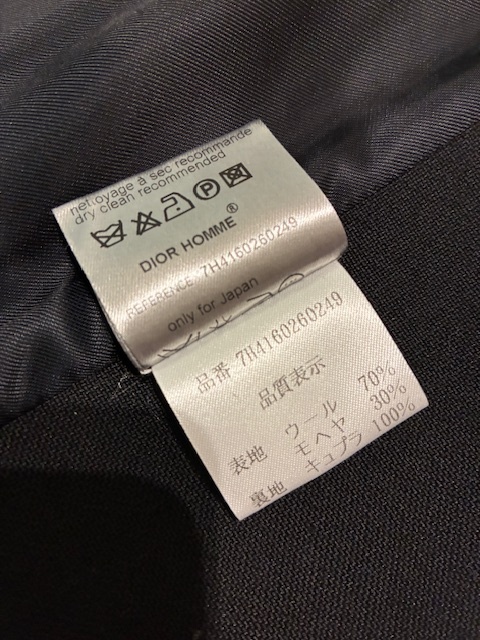 nettoyage à sec recommande
dry clean recommended
P
DIOR HOMME®
REFERENCE 7H4160260249
only for Japan
品番 7H4160260249
品質表示
表地 ウール 70%
モヘヤ 30%
裏地 キュプラ 100%